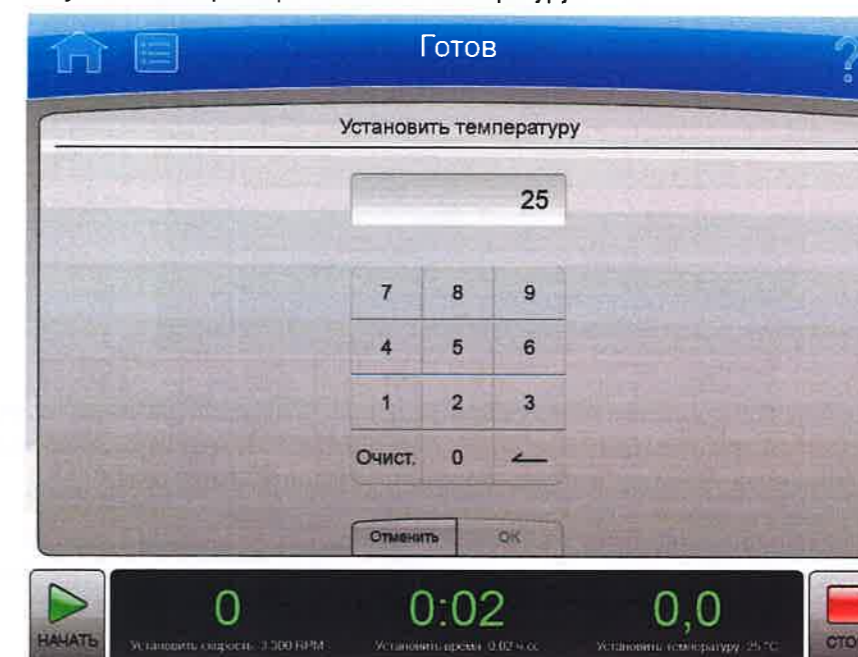 Готов
?
Установить температуру
25
7 8 9
4 5 6
1 2 3
Очист. 0
Отменить OK
0 0:02 0,0
НАЧАТЬ Установить скорость: 3 300 RPM Установить время: 0:02 Установить температуру: 25 °C